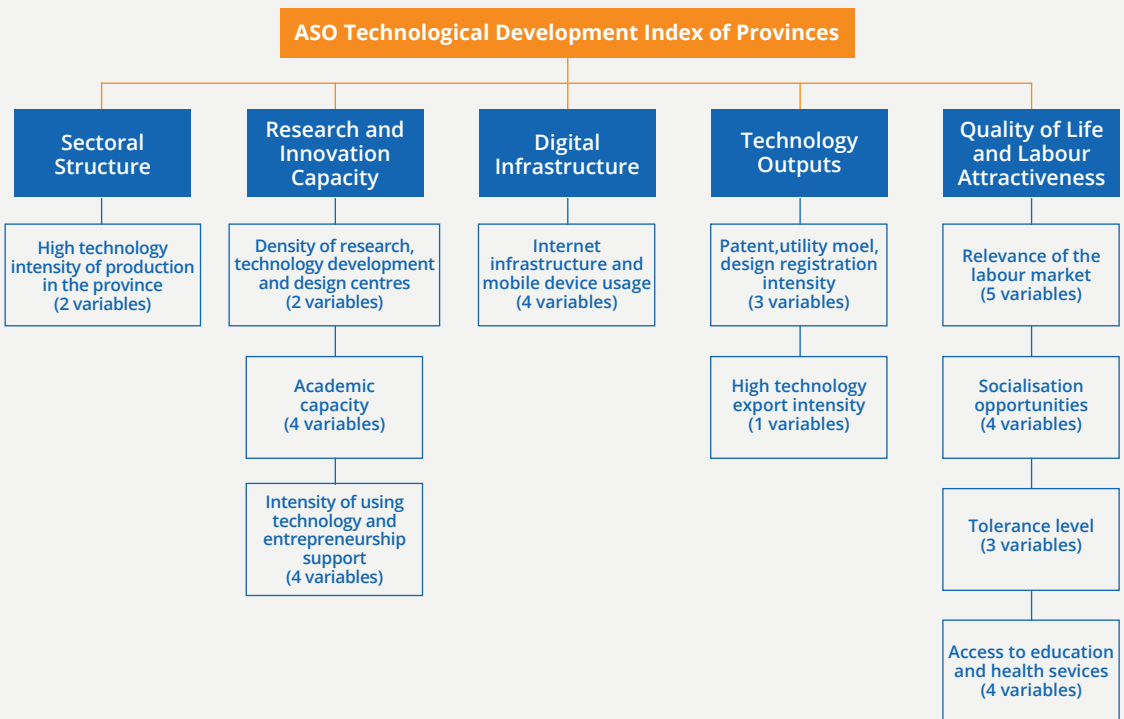 ASO Technological Development Index of Provinces
Sectoral
Structure
Research and
Innovation
Capacity
Digital
Infrastructure
Technology
Outputs
Quality of Life
and Labour
Attractiveness
High technology
intensity of production
in the province
(2 variables)
Density of research,
technology development
and design centres
(2 variables)
Internet
infrastructure and
mobile device usage
(4 variables)
Patent,utility moel,
design registration
intensity
(3 variables)
Relevance of the
labour market
(5 variables)
Academic
capacity
(4 variables)
High technology
export intensity
(1 variables)
Socialisation
opportunities
(4 variables)
Intensity of using
technology and
entrepreneurship
support
(4 variables)
Tolerance level
(3 variables)
Access to education
and health sevices
(4 variables)